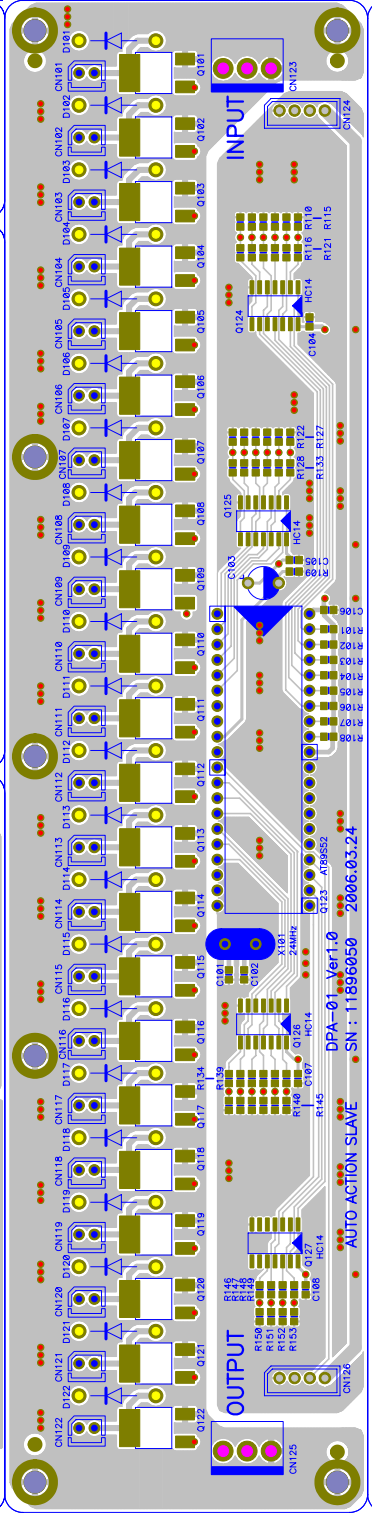 D101
CN101
Q101
D102
CN102
Q102
D103
CN103
Q103
D104
CN104
Q104
D105
CN105
Q105
D106
CN106
Q106
D107
CN107
Q107
D108
CN108
Q108
D109
CN109
Q109
D110
CN110
Q110
D111
CN111
Q111
D112
CN112
Q112
D113
CN113
Q113
D114
CN114
Q114
D115
CN115
Q115
D116
CN116
Q116
D117
CN117
Q117
D118
CN118
Q118
D119
CN119
Q119
D120
CN120
Q120
D121
CN121
Q121
D122
CN122
Q122
CN123
INPUT
CN124
R110 R115
R116 R121
Q124
HC14
C104
R122 R127
R128 R133
Q125
HC14
C103
C105
R109
C106
R101
R102
R103
R104
R105
R106
R107
R108
AT89S52
Q123
X101
24MHz
C101
C102
DPA-01 Ver1.0
SN : 11896050 2006.03.24
AUTO ACTION SLAVE
Q126
HC14
R134 R139
C107
R140 R145
Q127
HC14
R146
R147
R148
R149
C108
R150
R151
R152
R153
OUTPUT
CN126
CN125